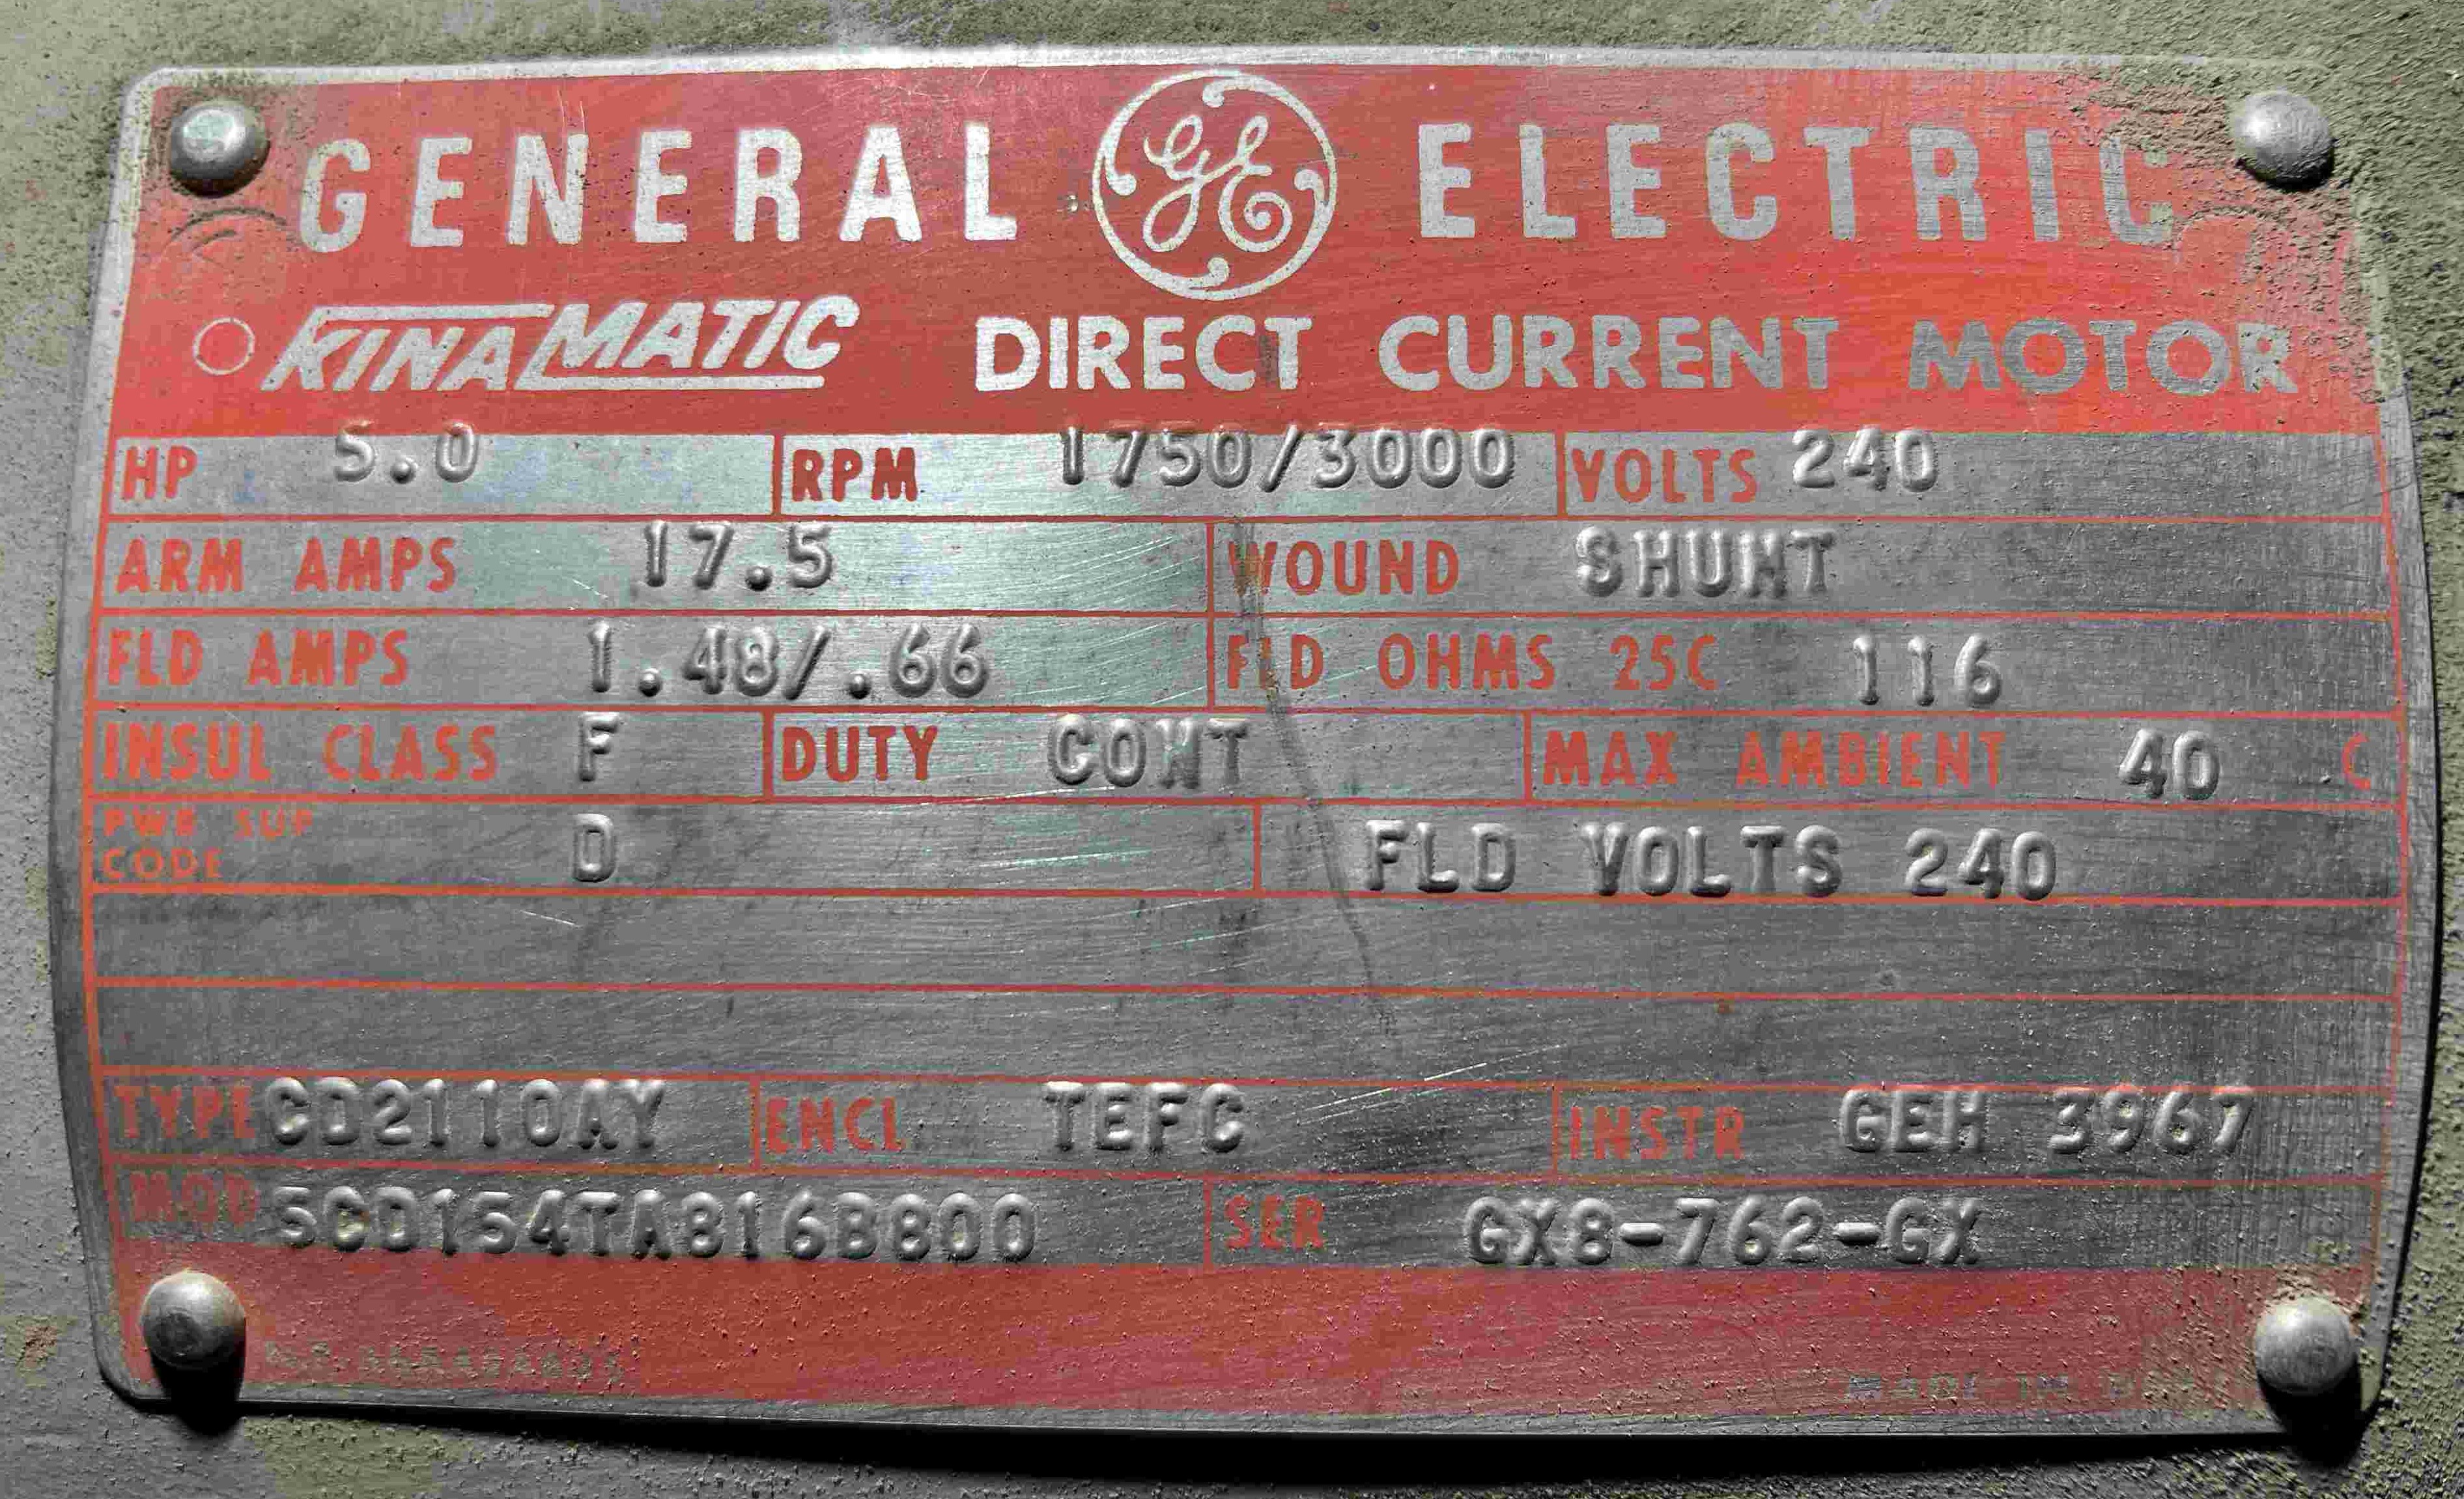 GENERAL GE ELECTRIC
KINAMATIC DIRECT CURRENT MOTOR
HP 5.0 RPM 1750/3000 VOLTS 240
ARM AMPS 17.5 WOUND SHUNT
FLD AMPS 1.48/.66 FLD OHMS 25C 116
INSUL CLASS F DUTY CONT MAX AMBIENT 40 C
PWR SUP
CODE D FLD VOLTS 240
TYPE CD2110AY ENCL TEFC INSTR GEH 3967
MOD 5CD154TA816B800 SER GX8-762-GX
MADE IN